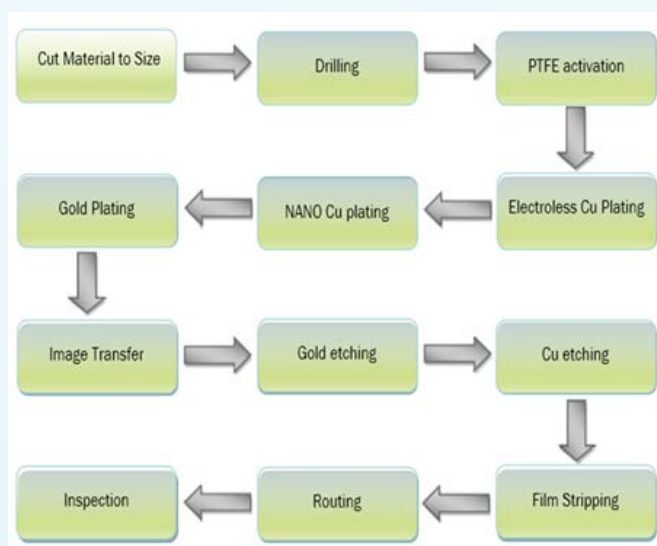 Cut Material to Size
Drilling
PTFE activation
Electroless Cu Plating
NANO Cu plating
Gold Plating
Image Transfer
Gold etching
Cu etching
Film Stripping
Routing
Inspection